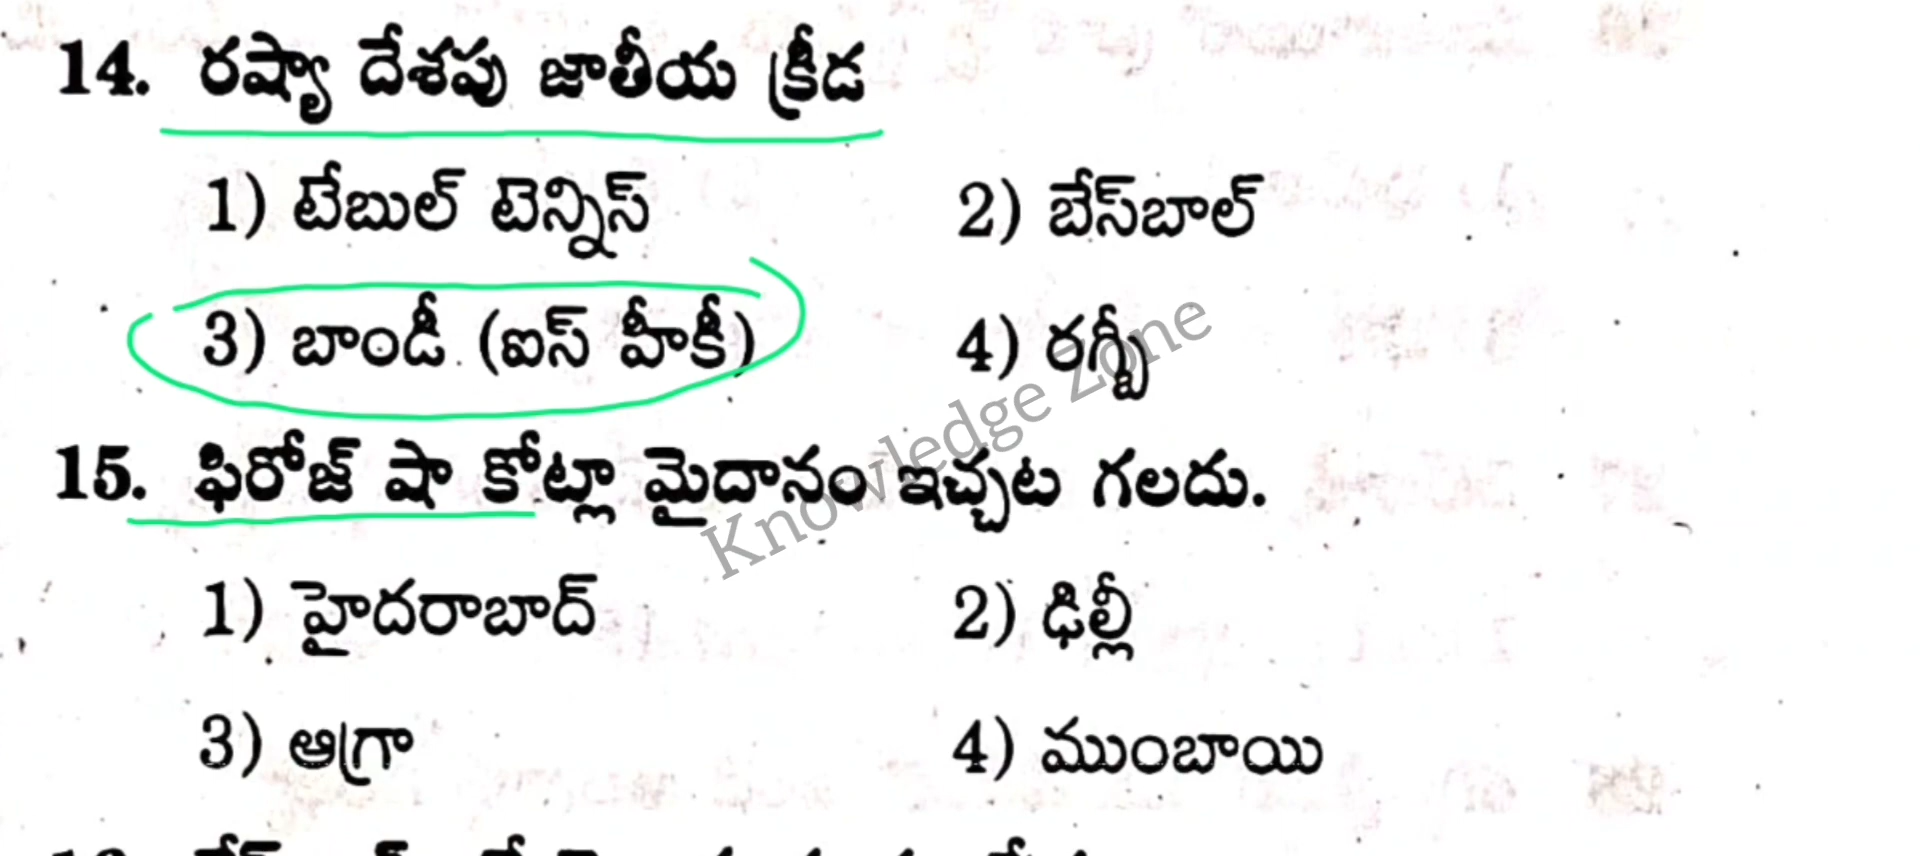 14. రష్యా దేశపు జాతీయ క్రీడ
1) టేబుల్ టెన్నిస్ 2) బేస్‌బాల్
3) బాండీ (ఐస్ హీకీ) 4) రగ్బీ
15. ఫిరోజ్ షా కోట్లా మైదానం ఇచ్చట గలదు.
1) హైదరాబాద్ 2) ఢిల్లీ
3) ఆగ్రా 4) ముంబాయి
Knowledge Zone